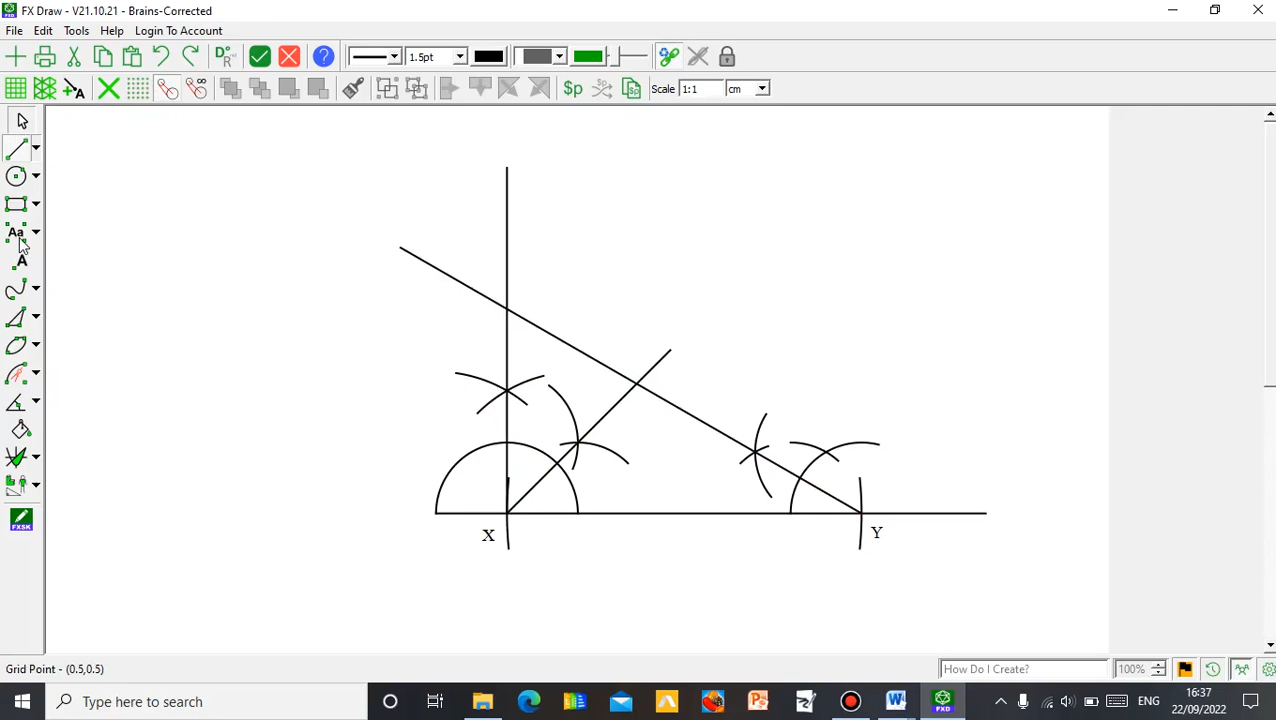 FX Draw - V21.10.21 - Brains-Corrected
File Edit Tools Help Login To Account
1.5pt
$p $p Scale 1:1 cm
Aa
A
X
Y
FXSK
Grid Point - (0.5,0.5) How Do I Create? 100%
Type here to search ENG 16:37
22/09/2022